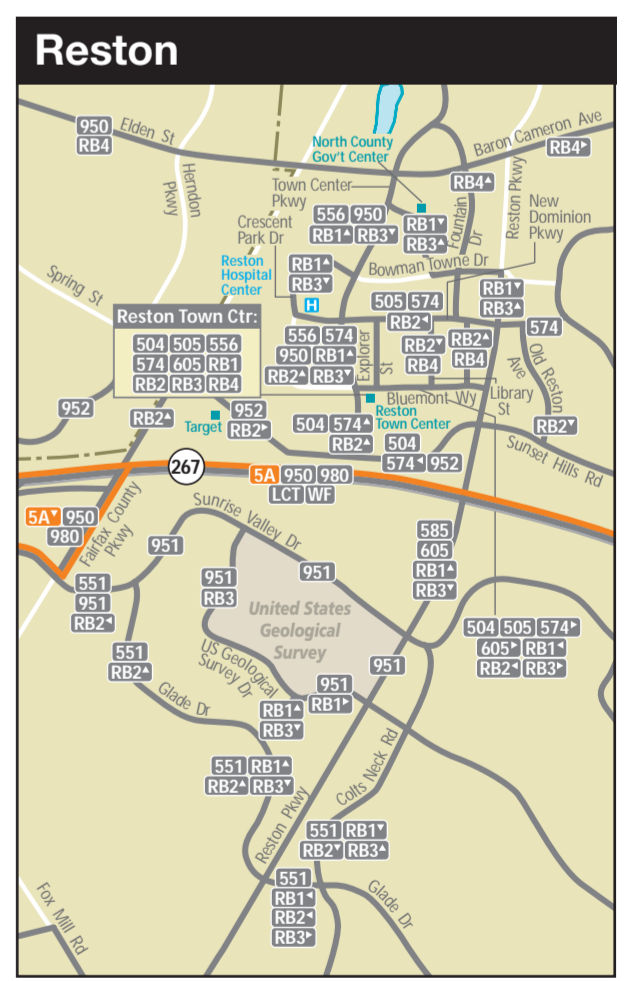 Reston
950
RB4
Elden St
Baron Cameron Ave
RB4►
North County
Gov't Center
Herndon
Pkwy
Town Center
Pkwy
RB4▲
Reston Pkwy
New
Dominion
Pkwy
Fountain
Dr
556 950
RB1▲ RB3▼
RB1▼
RB3▲
Crescent
Park Dr
Bowman Towne Dr
Reston
Hospital
Center
H
RB1▲
RB3▼
Spring St
505 574
RB2◄
RB1▼
RB3▲
574
Reston Town Ctr:
504 505 556
574 605 RB1
RB2 RB3 RB4
556 574
950 RB1▲
RB2▲ RB3▼
Explorer
St
RB2▼
RB4
RB2▲
RB4
Ave
Old Reston
Bluemont Wy
Library
St
952
RB2▲
Target
952
RB2►
Reston
Town Center
504 574▲
RB2▲
504
574◄ 952
RB2▼
Sunset Hills Rd
267
5A 950 980
LCT WF
5A▼ 950
980
Fairfax County
Pkwy
Sunrise Valley Dr
951
585
605
RB1▲
RB3▼
551
951
RB2◄
951
RB3
951
United States
Geological
Survey
504 505 574►
605► RB1◄
RB2◄ RB3►
551
RB2▲
US Geological
Survey Dr
951
951
RB1►
Glade Dr
RB1▲
RB3▼
551 RB1▲
RB2▲ RB3▼
Colts Neck Rd
Reston Pkwy
551 RB1▼
RB2▼ RB3▲
551
RB1◄
RB2◄
RB3►
Glade Dr
Fox Mill Rd